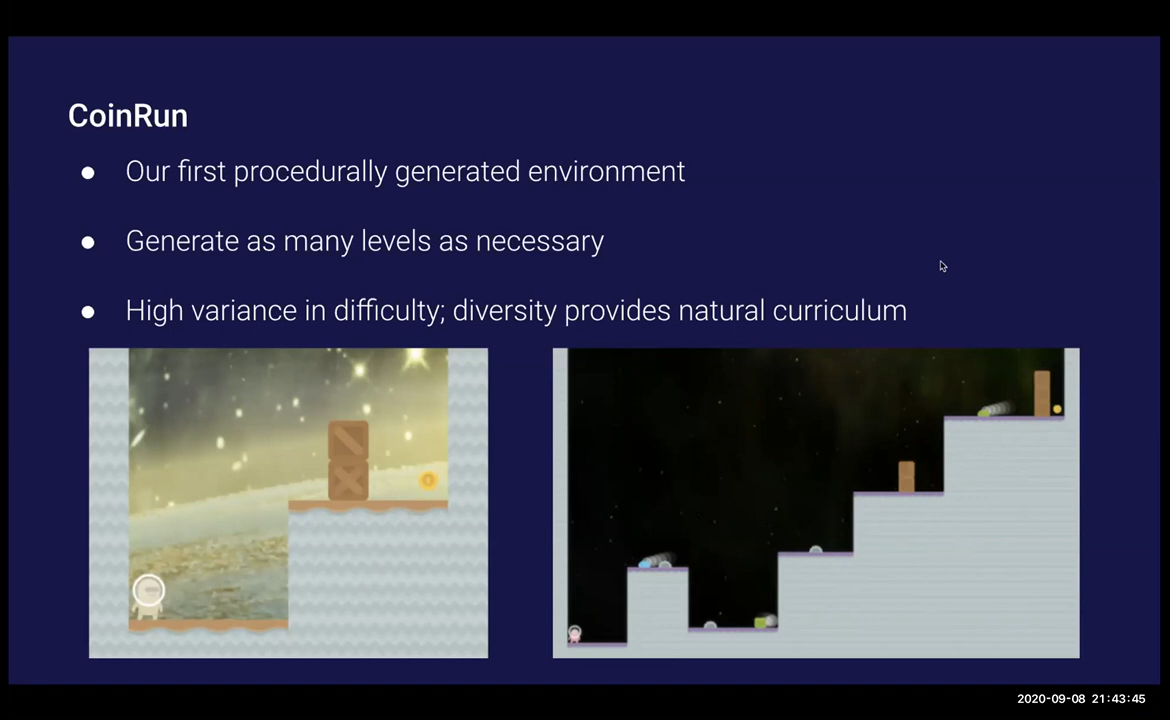 CoinRun
● Our first procedurally generated environment
● Generate as many levels as necessary
● High variance in difficulty; diversity provides natural curriculum
2020-09-08 21:43:45